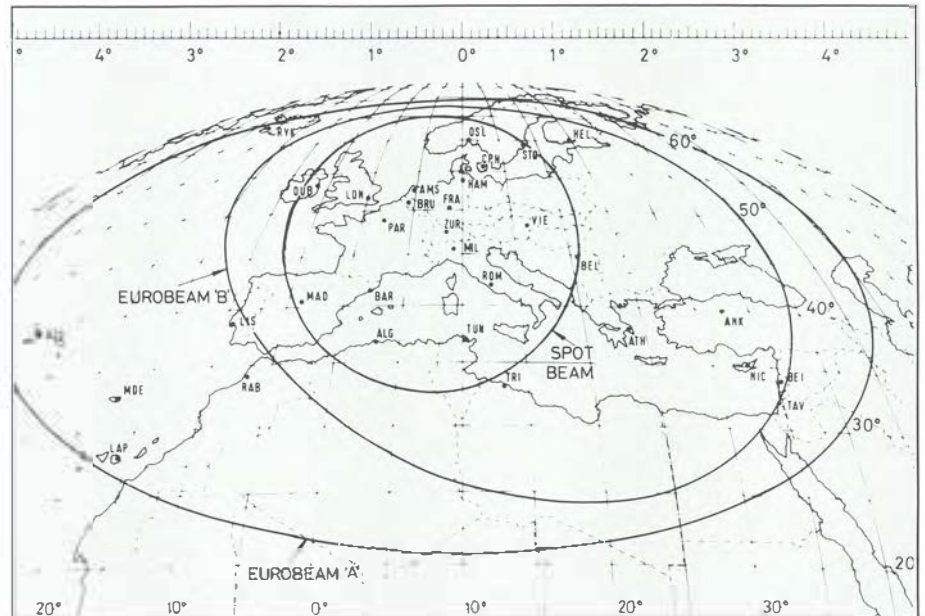 5° 4° 3° 2° 1° 0° 1° 2° 3° 4°
RYK OSL HEL 60°
STO
CPN
DUB HAM
LON AMS 50°
BRU FRA
PAR ZUR VIE
MIL BEL
EUROBEAM 'B' ROM
MAD BAR 40°
LIS ANK
ALG TUN ATH
SPOT
BEAM
RAB TRI NIC BEI
MDE TAV
30°
LAP
EUROBEAM 'A' 20
20° 10° 0° 10° 20° 30°